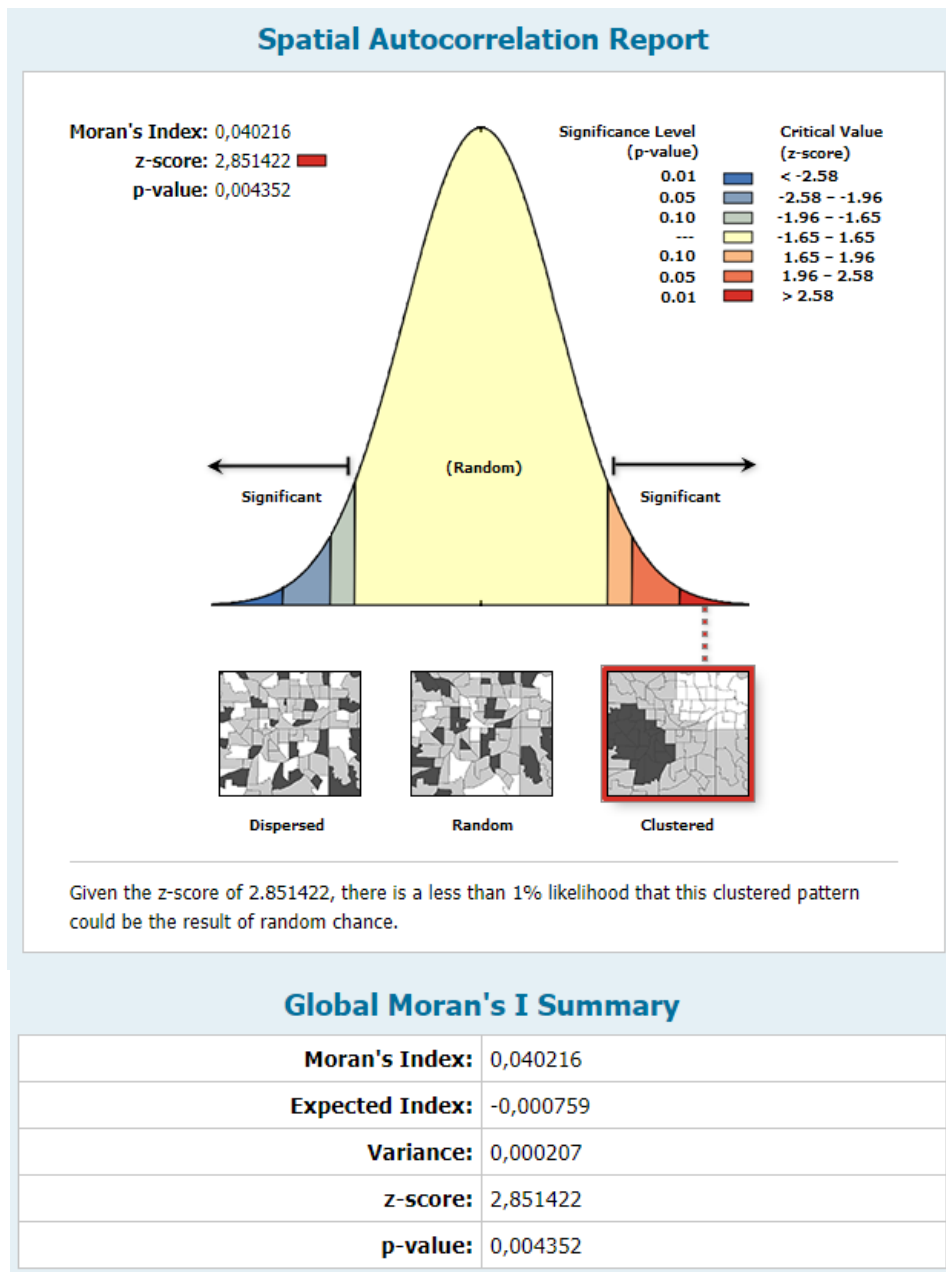 Spatial Autocorrelation Report
Moran's Index: 0,040216
z-score: 2,851422
p-value: 0,004352
Significance Level Critical Value
(p-value) (z-score)
0.01 < -2.58
0.05 -2.58 – -1.96
0.10 -1.96 – -1.65
--- -1.65 – 1.65
0.10 1.65 – 1.96
0.05 1.96 – 2.58
0.01 > 2.58
(Random)
Significant Significant
Dispersed Random Clustered
Given the z-score of 2.851422, there is a less than 1% likelihood that this clustered pattern
could be the result of random chance.
Global Moran's I Summary
Moran's Index: 0,040216
Expected Index: -0,000759
Variance: 0,000207
z-score: 2,851422
p-value: 0,004352